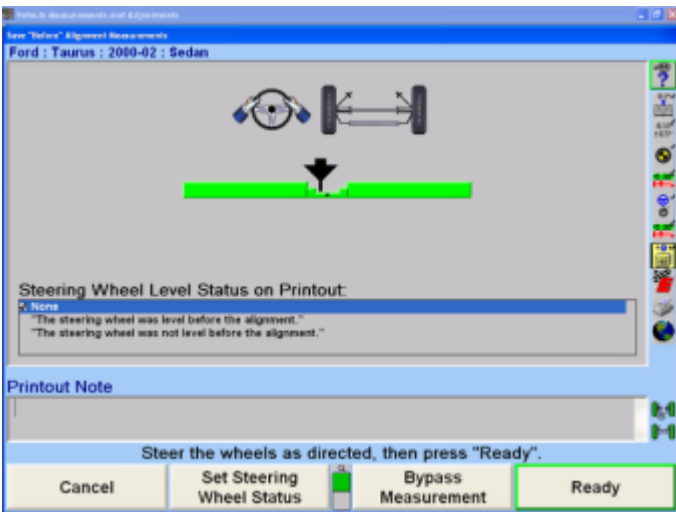 Vehicle Measurements and Adjustments
Save "Before" Alignment Measurements
Ford : Taurus : 2000-02 : Sedan
Steering Wheel Level Status on Printout:
None
"The steering wheel was level before the alignment."
"The steering wheel was not level before the alignment."
Printout Note
Steer the wheels as directed, then press "Ready".
Cancel
Set Steering
Wheel Status
Bypass
Measurement
Ready